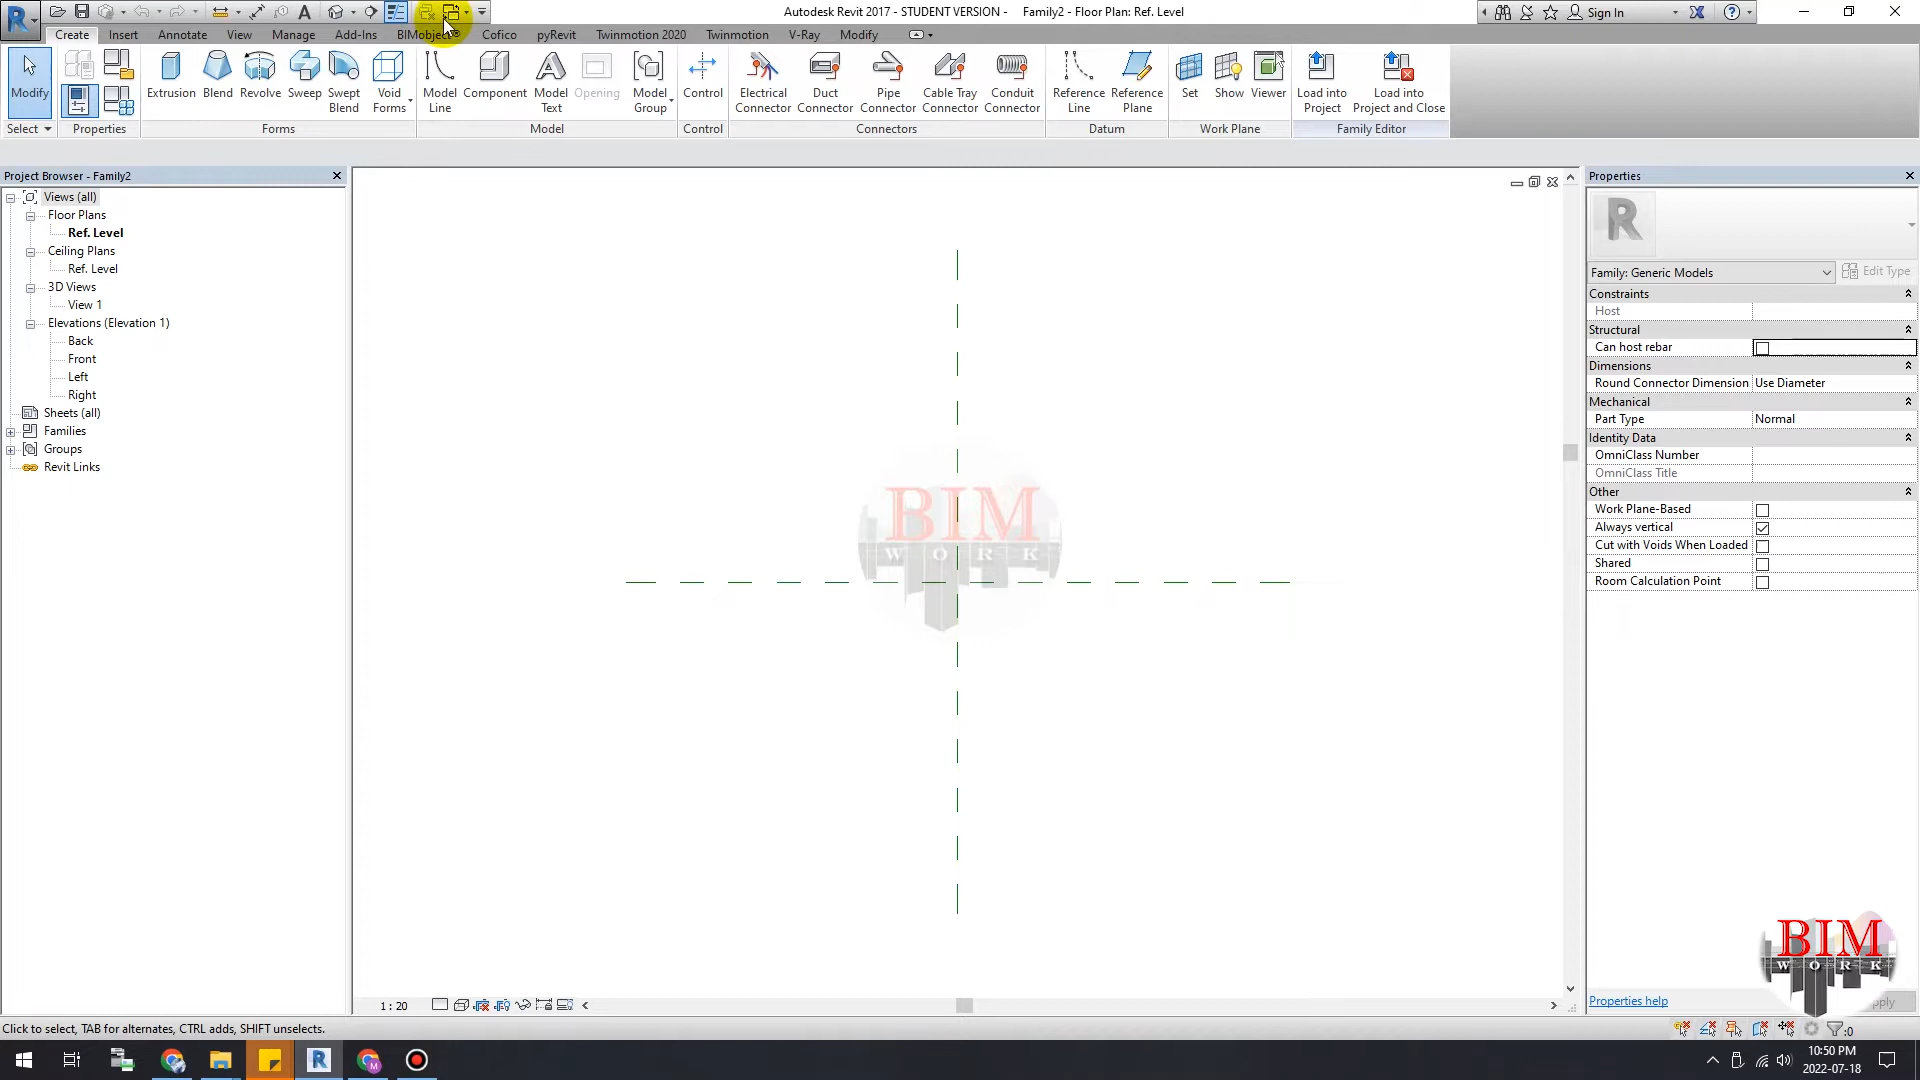 Autodesk Revit 2017 - STUDENT VERSION - Family2 - Floor Plan: Ref. Level
Sign In
Create Insert Annotate View Manage Add-Ins BIMobject® Cofico pyRevit Twinmotion 2020 Twinmotion V-Ray Modify
Modify
Extrusion Blend Revolve Sweep Swept Blend Void Forms
Model Line Component Model Text Opening Model Group
Control
Electrical Connector Duct Connector Pipe Connector Cable Tray Connector Conduit Connector
Reference Line Reference Plane
Set Show Viewer
Load into Project Load into Project and Close
Select Properties Forms Model Control Connectors Datum Work Plane Family Editor
Project Browser - Family2
Views (all)
Floor Plans
Ref. Level
Ceiling Plans
Ref. Level
3D Views
View 1
Elevations (Elevation 1)
Back
Front
Left
Right
Sheets (all)
Families
Groups
Revit Links
BIM
WORK
1 : 20
Properties
R
Family: Generic Models Edit Type
Constraints
Host
Structural
Can host rebar
Dimensions
Round Connector Dimension Use Diameter
Mechanical
Part Type Normal
Identity Data
OmniClass Number
OmniClass Title
Other
Work Plane-Based
Always vertical
Cut with Voids When Loaded
Shared
Room Calculation Point
BIM
WORK
Properties help
Click to select, TAB for alternates, CTRL adds, SHIFT unselects.
:0
10:50 PM
2022-07-18